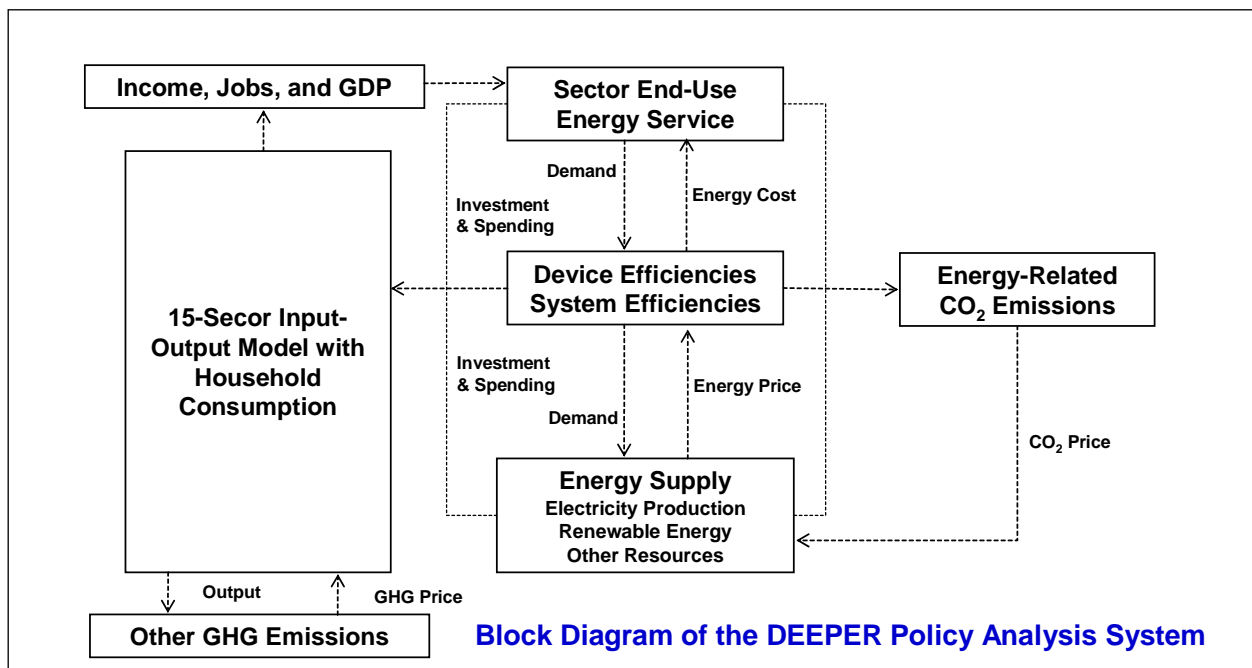 Income, Jobs, and GDP
Sector End-Use
Energy Service
Demand
Energy Cost
Investment
& Spending
Device Efficiencies
System Efficiencies
Energy-Related
CO₂ Emissions
15-Secor Input-
Output Model with
Household
Consumption
Investment
& Spending
Energy Price
Demand
CO₂ Price
Energy Supply
Electricity Production
Renewable Energy
Other Resources
Output
GHG Price
Other GHG Emissions
Block Diagram of the DEEPER Policy Analysis System